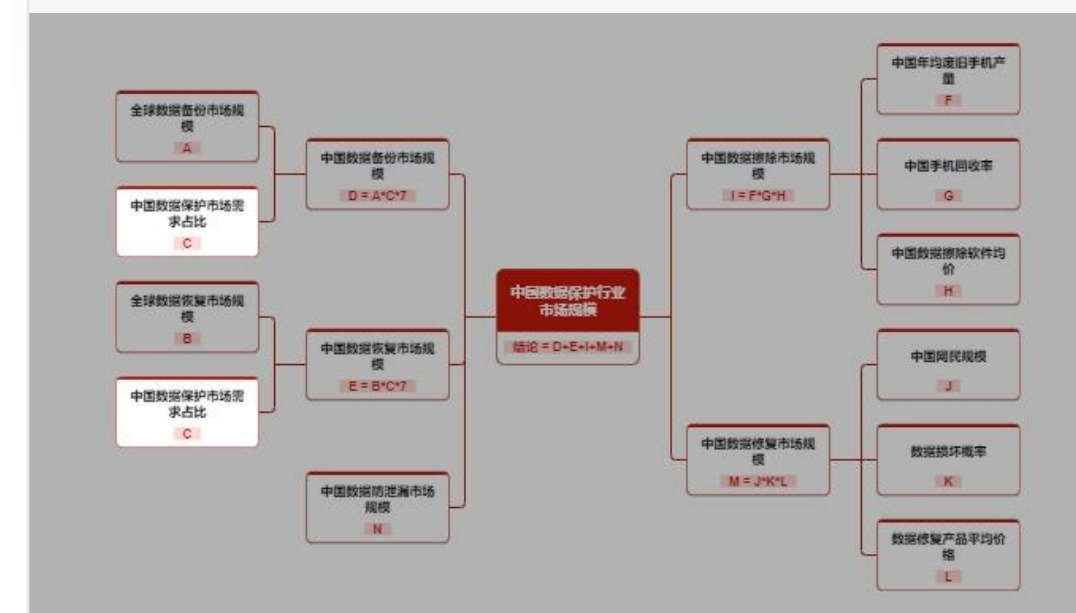 全球数据备份市场规
模
A
中国数据保护市场需
求占比
C
中国数据备份市场规
模
D = A*C*7
全球数据恢复市场规
模
B
中国数据保护市场需
求占比
C
中国数据恢复市场规
模
E = B*C*7
中国数据防泄漏市场
规模
N
中国数据保护行业
市场规模
结论 = D+E+I+M+N
中国数据擦除市场规
模
I = F*G*H
中国年均废旧手机产
量
F
中国手机回收率
G
中国数据擦除软件均
价
H
中国数据修复市场规
模
M = J*K*L
中国网民规模
J
数据损坏概率
K
数据修复产品平均价
格
L